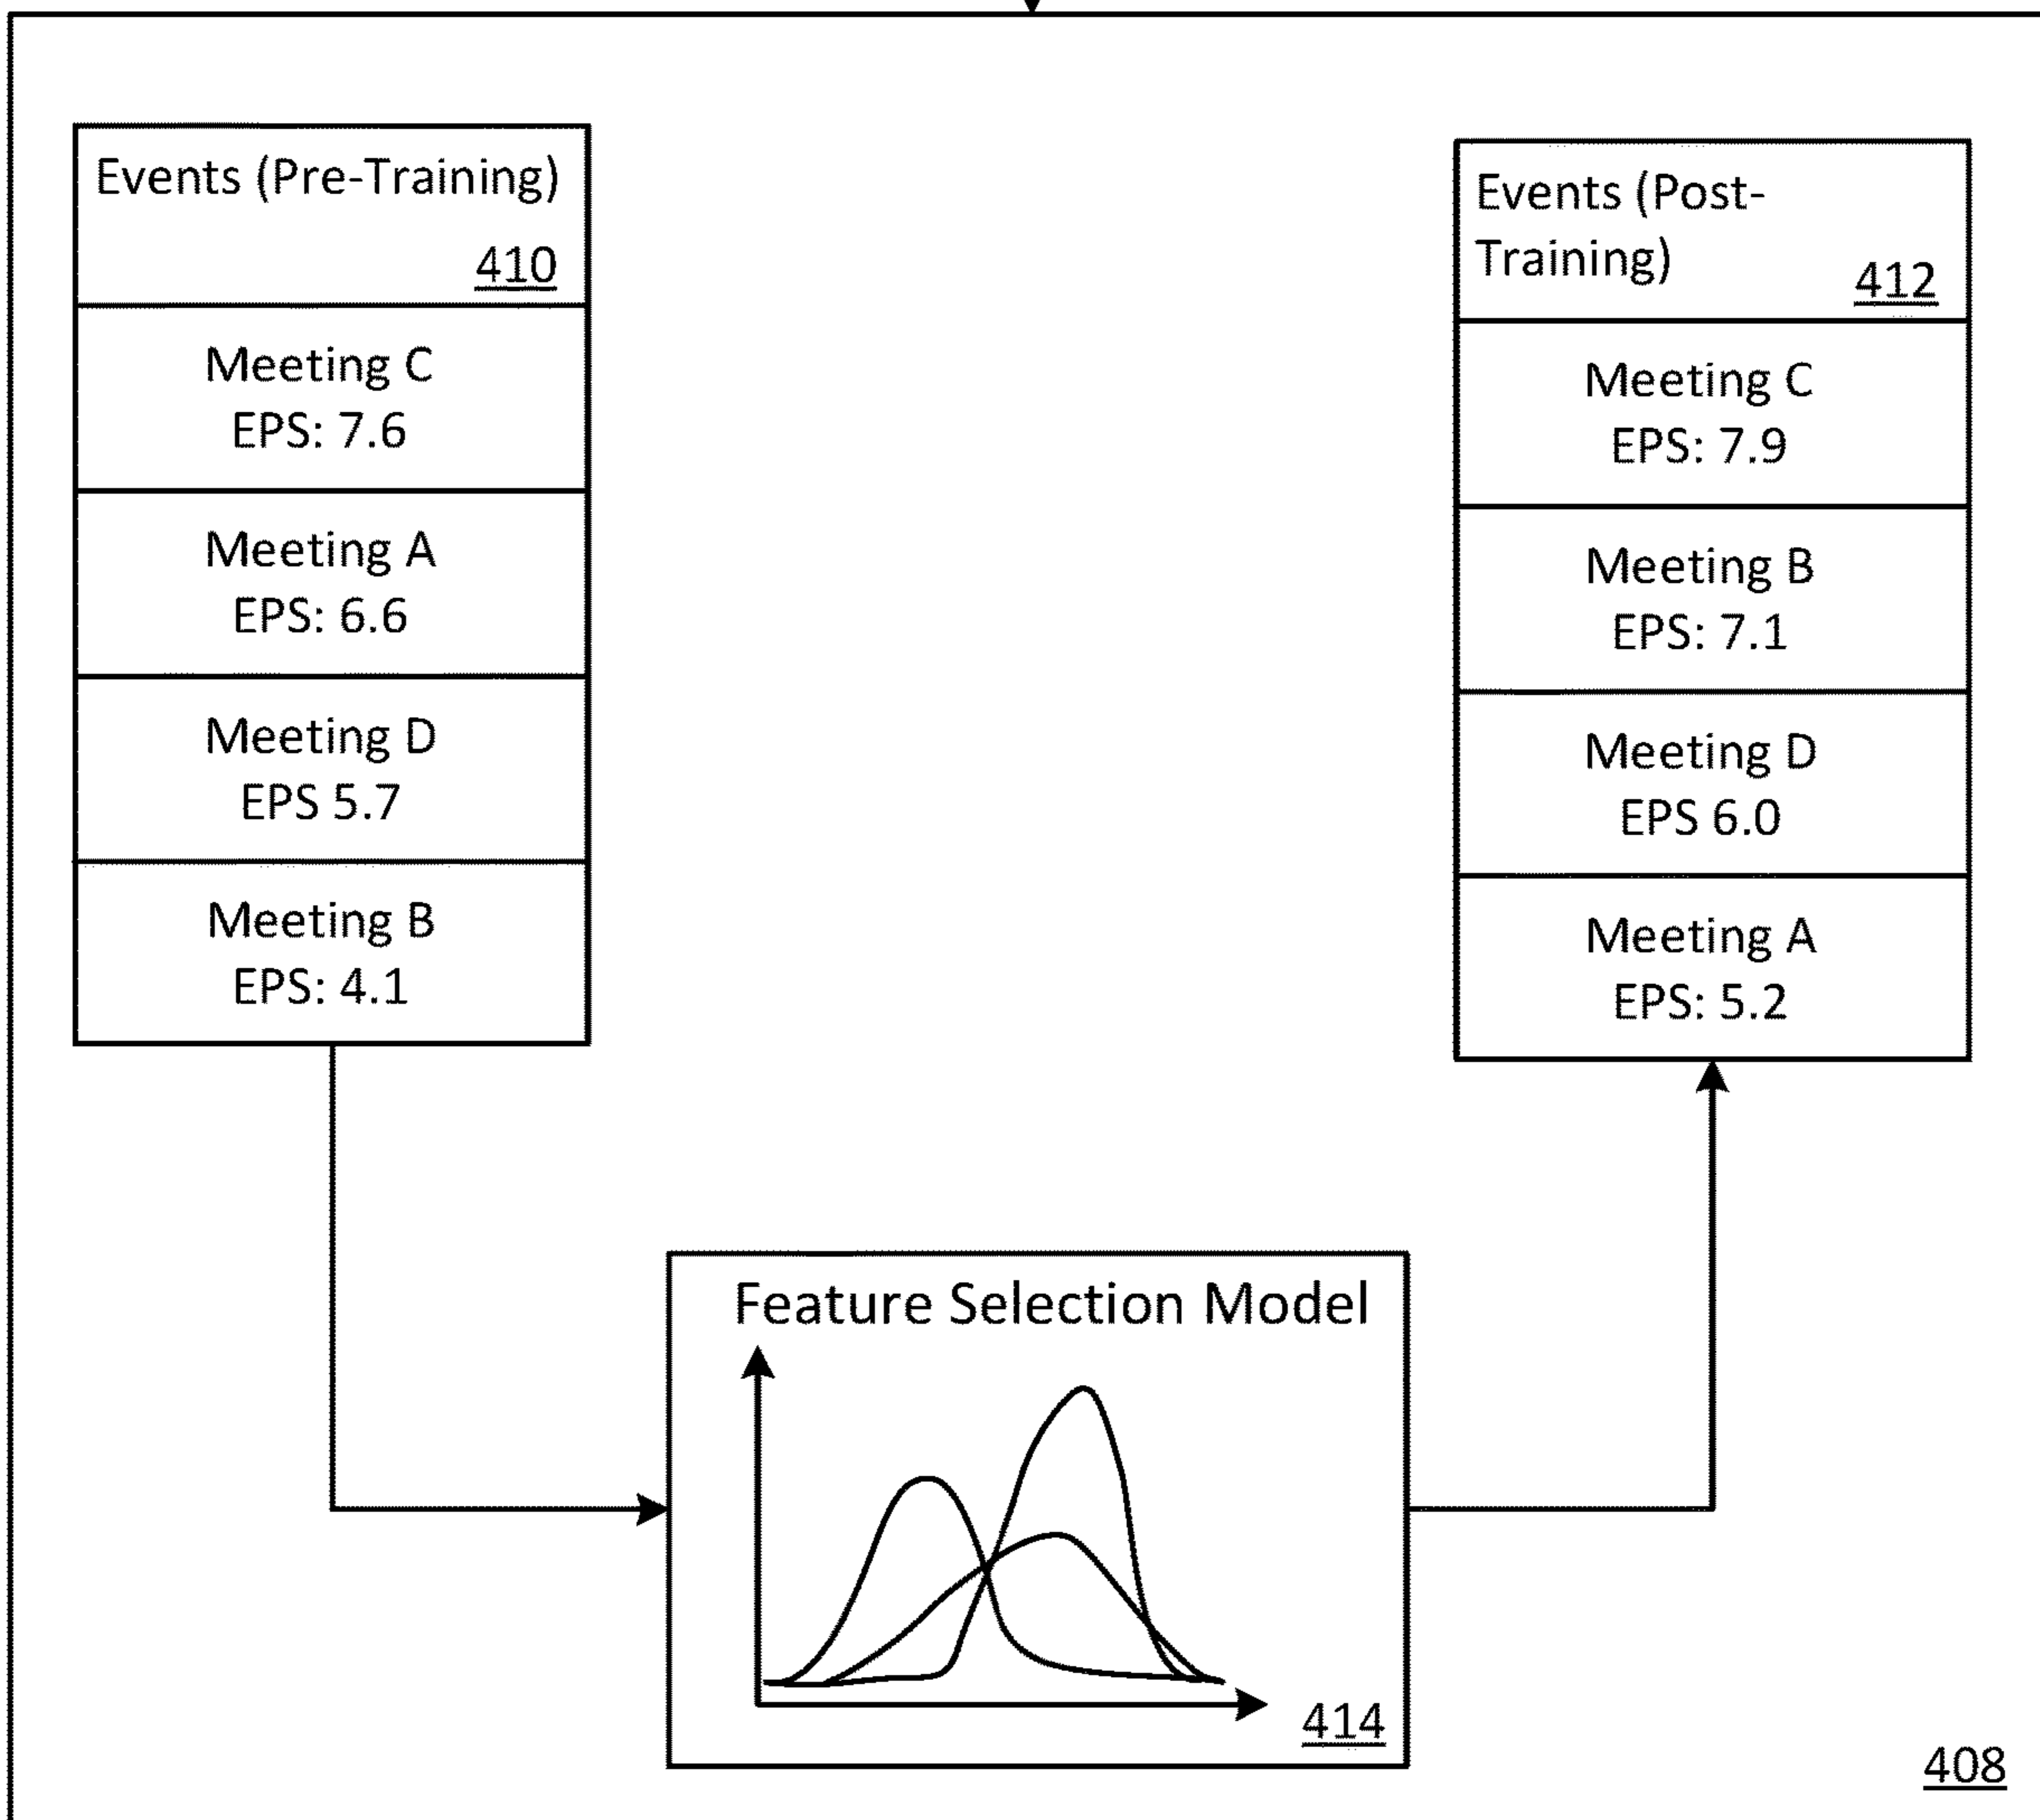 Events (Pre-Training)
410
Meeting C
EPS: 7.6
Meeting A
EPS: 6.6
Meeting D
EPS 5.7
Meeting B
EPS: 4.1
Events (Post-
Training)
412
Meeting C
EPS: 7.9
Meeting B
EPS: 7.1
Meeting D
EPS 6.0
Meeting A
EPS: 5.2
Feature Selection Model
414
408